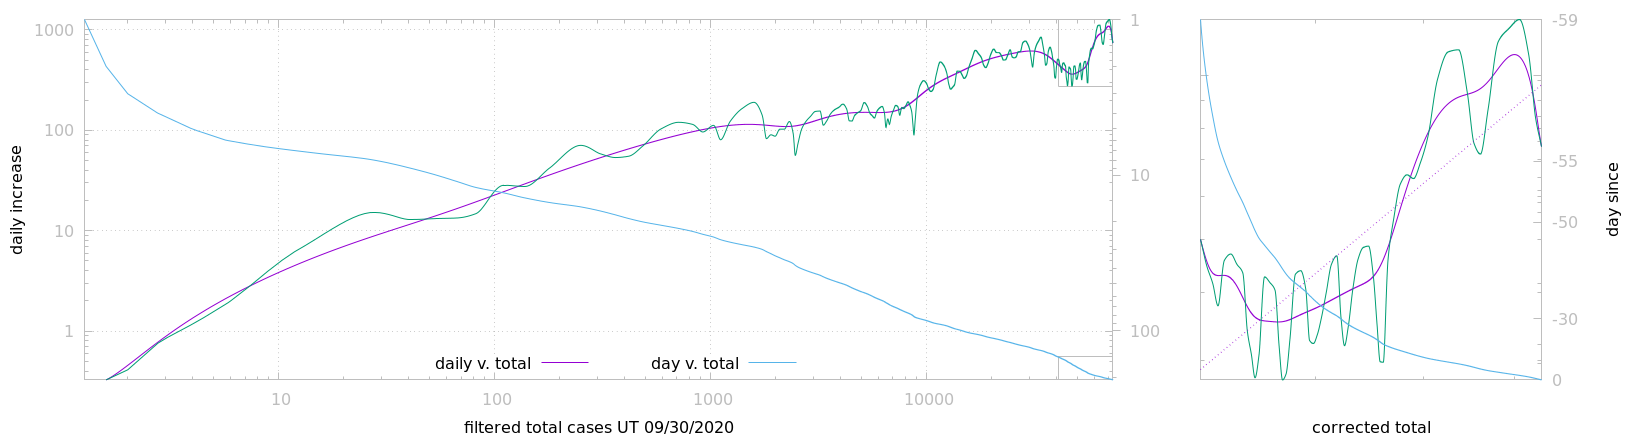 1000
100
10
1
daily increase
10
100
1000
10000
filtered total cases UT 09/30/2020
daily v. total
day v. total
1
10
100
-59
-55
-50
-30
0
day since
corrected total